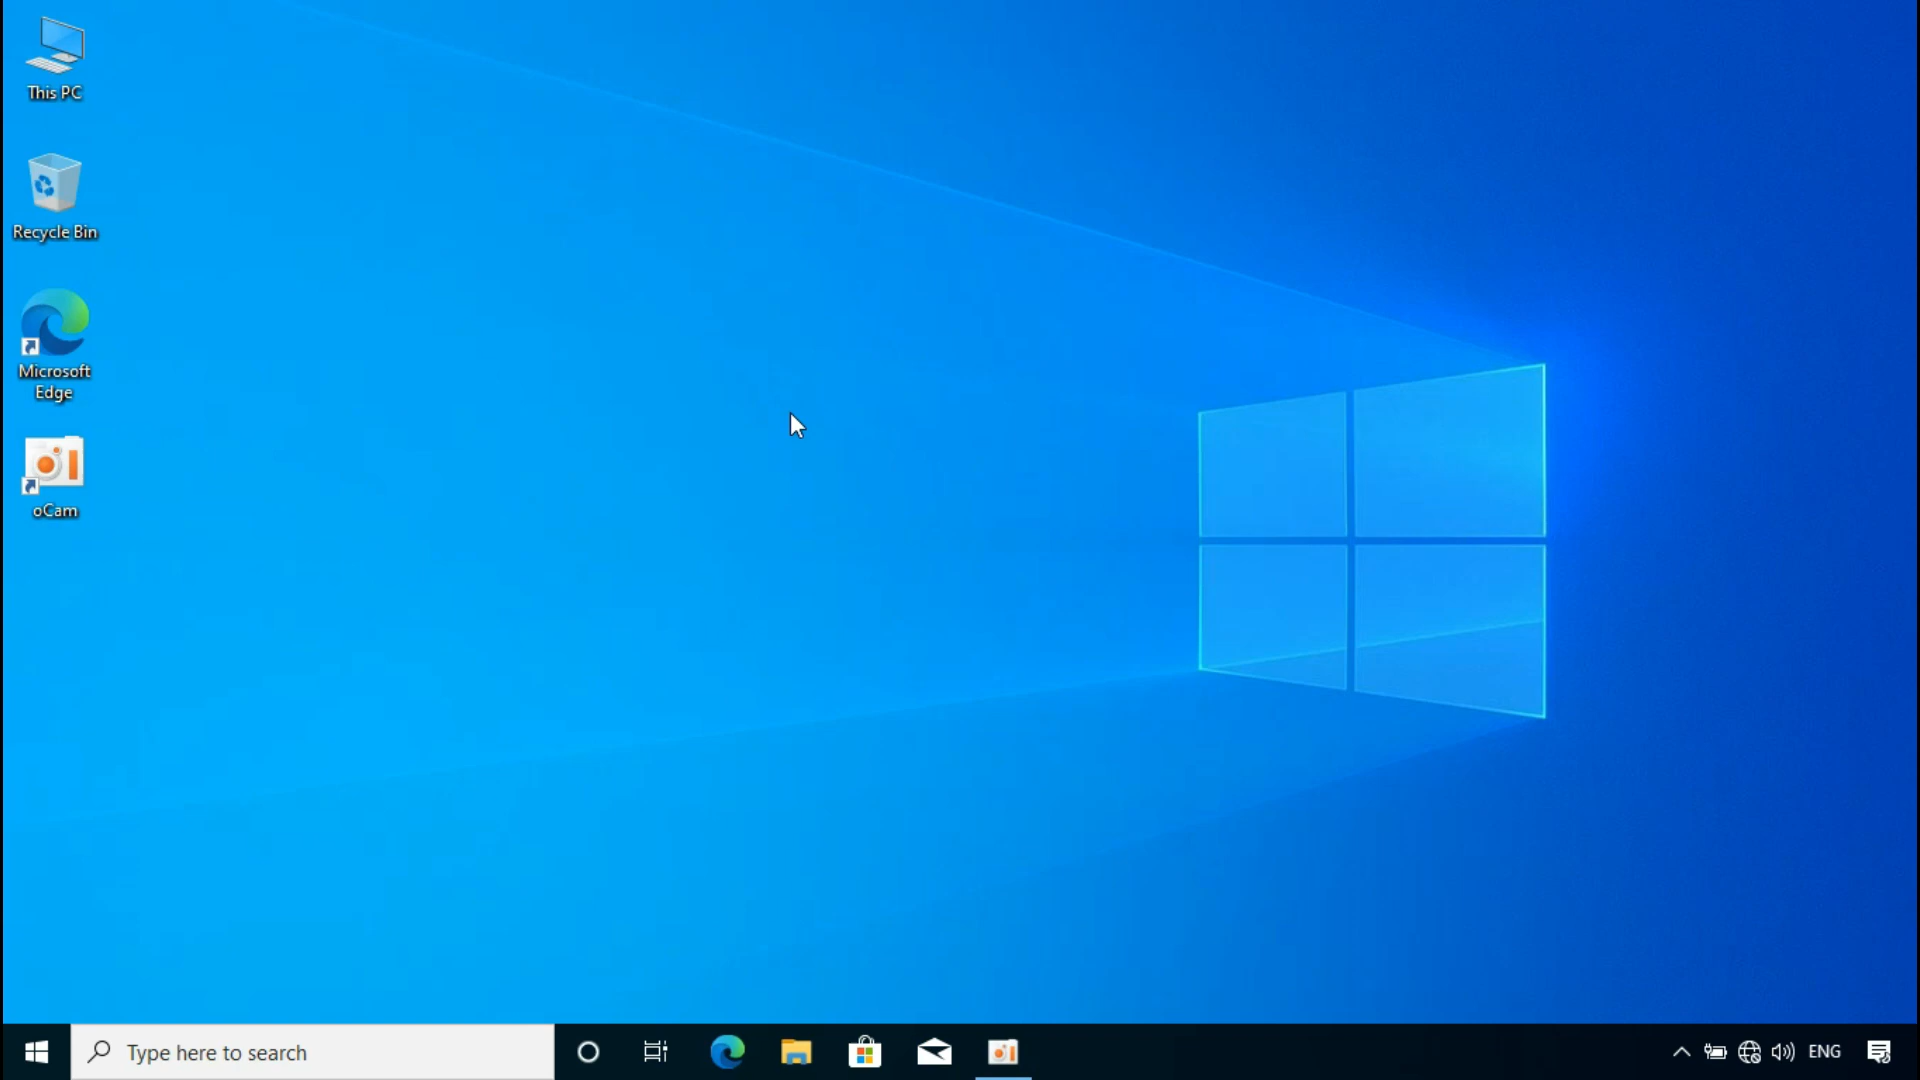 This PC
Recycle Bin
Microsoft
Edge
oCam
Type here to search
ENG